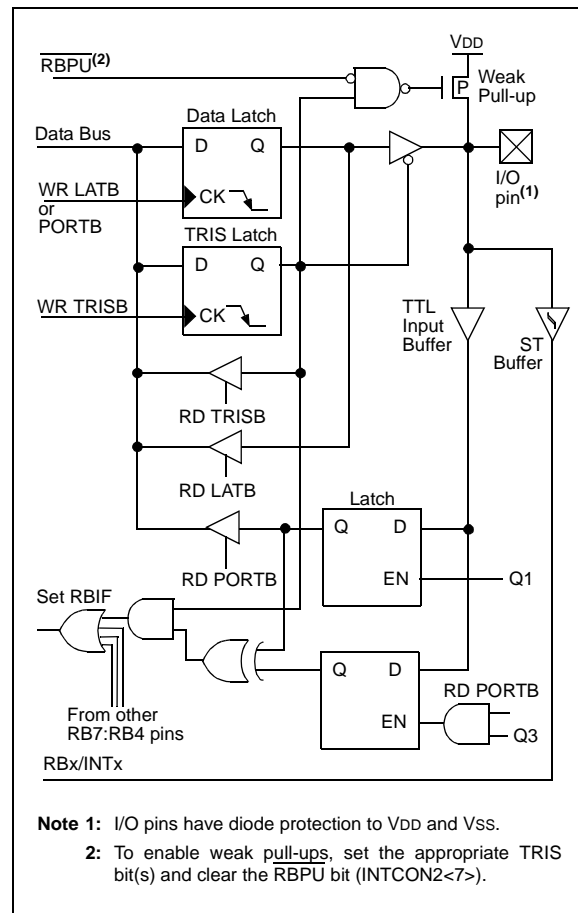 VDD
RBPU(2)
P
Weak
Pull-up
Data Latch
Data Bus
D
Q
I/O
pin(1)
WR LATB
or
PORTB
CK
TRIS Latch
D
Q
WR TRISB
CK
TTL
Input
Buffer
ST
Buffer
RD TRISB
RD LATB
Latch
Q
D
RD PORTB
EN
Q1
Set RBIF
Q
D
RD PORTB
EN
Q3
From other
RB7:RB4 pins
RBx/INTx
Note 1: I/O pins have diode protection to VDD and VSS.
2: To enable weak pull-ups, set the appropriate TRIS
bit(s) and clear the RBPU bit (INTCON2<7>).